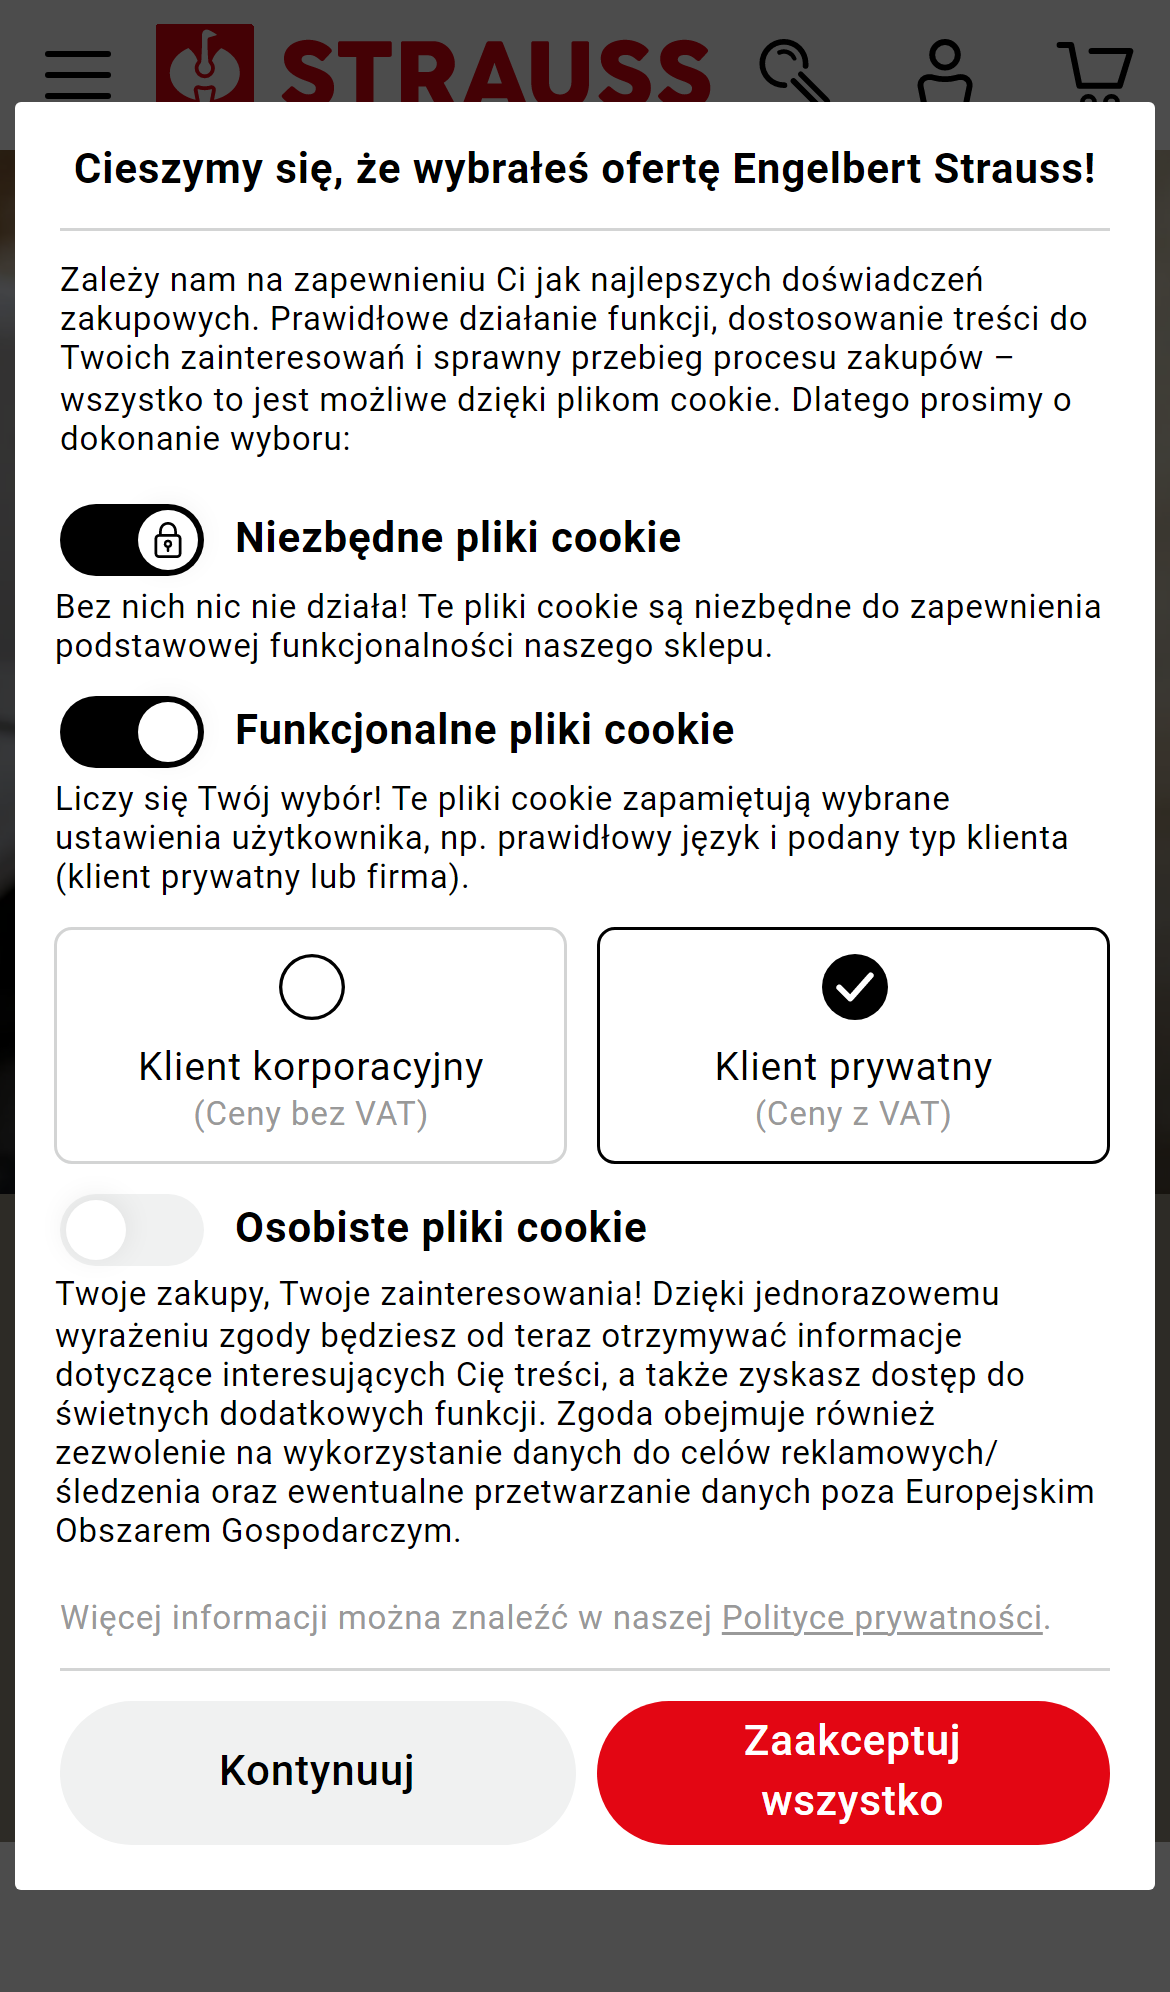 STRAUSS
Cieszymy się, że wybrałeś ofertę Engelbert Strauss!
Zależy nam na zapewnieniu Ci jak najlepszych doświadczeń
zakupowych. Prawidłowe działanie funkcji, dostosowanie treści do
Twoich zainteresowań i sprawny przebieg procesu zakupów –
wszystko to jest możliwe dzięki plikom cookie. Dlatego prosimy o
dokonanie wyboru:
Niezbędne pliki cookie
Bez nich nic nie działa! Te pliki cookie są niezbędne do zapewnienia
podstawowej funkcjonalności naszego sklepu.
Funkcjonalne pliki cookie
Liczy się Twój wybór! Te pliki cookie zapamiętują wybrane
ustawienia użytkownika, np. prawidłowy język i podany typ klienta
(klient prywatny lub firma).
Klient korporacyjny
(Ceny bez VAT)
Klient prywatny
(Ceny z VAT)
Osobiste pliki cookie
Twoje zakupy, Twoje zainteresowania! Dzięki jednorazowemu
wyrażeniu zgody będziesz od teraz otrzymywać informacje
dotyczące interesujących Cię treści, a także zyskasz dostęp do
świetnych dodatkowych funkcji. Zgoda obejmuje również
zezwolenie na wykorzystanie danych do celów reklamowych/
śledzenia oraz ewentualne przetwarzanie danych poza Europejskim
Obszarem Gospodarczym.
Więcej informacji można znaleźć w naszej Polityce prywatności.
Kontynuuj
Zaakceptuj
wszystko